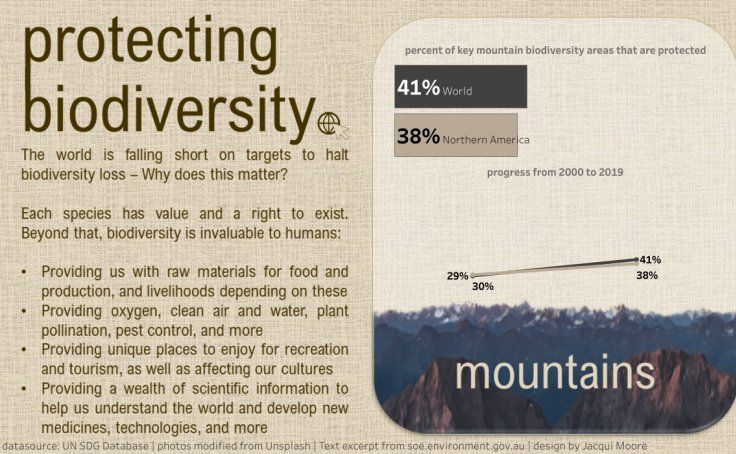 protecting
biodiversity
The world is falling short on targets to halt
biodiversity loss – Why does this matter?
Each species has value and a right to exist.
Beyond that, biodiversity is invaluable to humans:
• Providing us with raw materials for food and
production, and livelihoods depending on these
• Providing oxygen, clean air and water, plant
pollination, pest control, and more
• Providing unique places to enjoy for recreation
and tourism, as well as affecting our cultures
• Providing a wealth of scientific information to
help us understand the world and develop new
medicines, technologies, and more
percent of key mountain biodiversity areas that are protected
41% World
38% Northern America
progress from 2000 to 2019
29%
30%
41%
38%
mountains
datasource: UN SDG Database | photos modified from Unsplash | Text excerpt from soe.environment.gov.au | design by Jacqui Moore